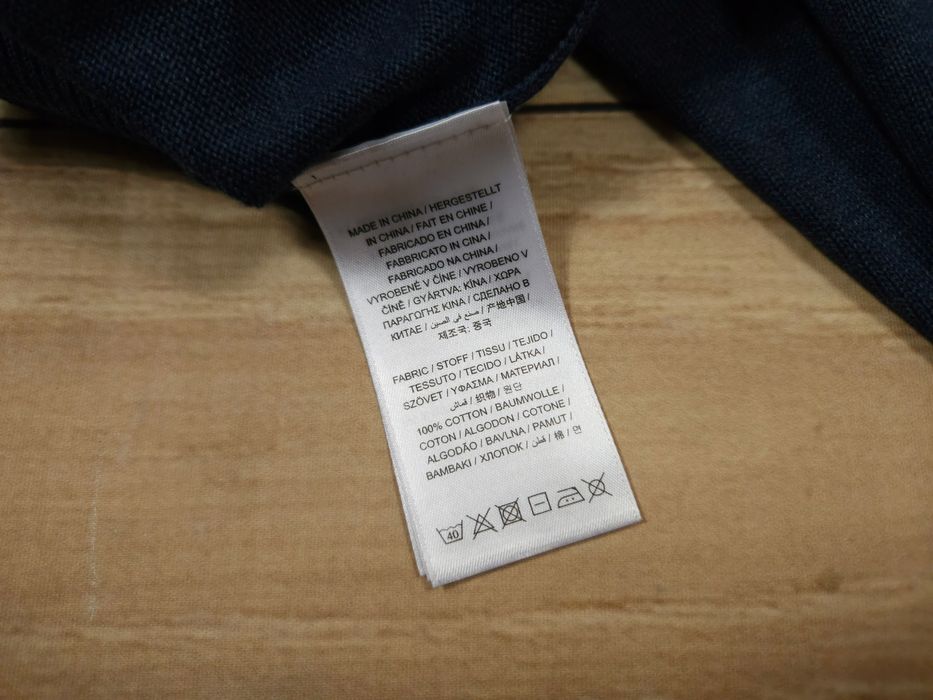 MADE IN CHINA / HERGESTELLT
IN CHINA / FAIT EN CHINE /
FABRICADO EN CHINA /
FABBRICATO IN CINA /
FABRICADO NA CHINA /
VYROBENÉ V ČÍNE / VYROBENO V
ČÍNĚ / GYÁRTVA: KÍNA / ΧΩΡΑ
ΠΑΡΑΓΩΓΗΣ ΚΙΝΑ / СДЕЛАНО В
КИТАЕ / صنع في الصين / 产地中国 /
제조국: 중국
FABRIC / STOFF / TISSU / TEJIDO /
TESSUTO / TECIDO / LÁTKA /
SZÖVET / ΥΦΑΣΜΑ / МАТЕРИАЛ /
قماش / 织物 / 원단
100% COTTON / BAUMWOLLE /
COTON / ALGODON / COTONE /
ALGODÃO / BAVLNA / PAMUT /
ΒΑΜΒΑΚΙ / ХЛОПОК / قطن / 棉 / 면
40